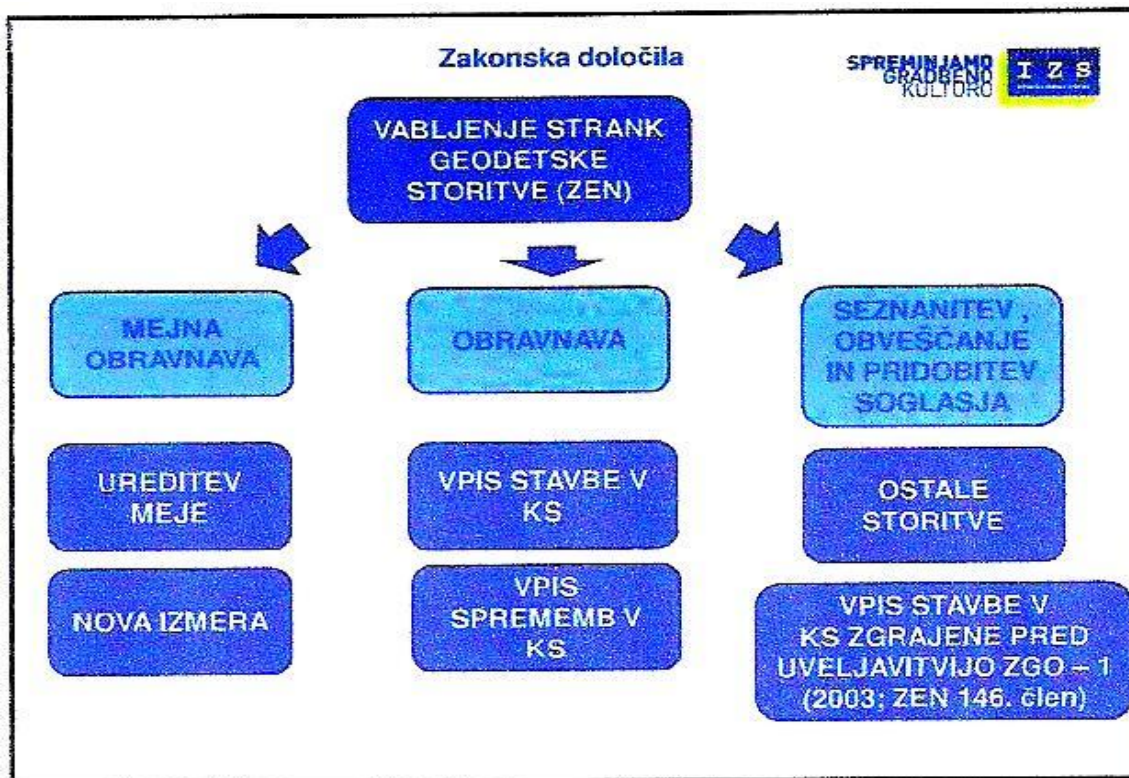 Zakonska določila
SPREMINJAMO
GRADBENO
KULTURO
IZS
VABLJENJE STRANK
GEODETSKE
STORITVE (ZEN)
MEJNA
OBRAVNAVA
OBRAVNAVA
SEZNANITEV ,
OBVEŠČANJE
IN PRIDOBITEV
SOGLASJA
UREDITEV
MEJE
VPIS STAVBE V
KS
OSTALE
STORITVE
NOVA IZMERA
VPIS
SPREMEMB V
KS
VPIS STAVBE V
KS ZGRAJENE PRED
UVELJAVITVIJO ZGO – 1
(2003; ZEN 146. člen)